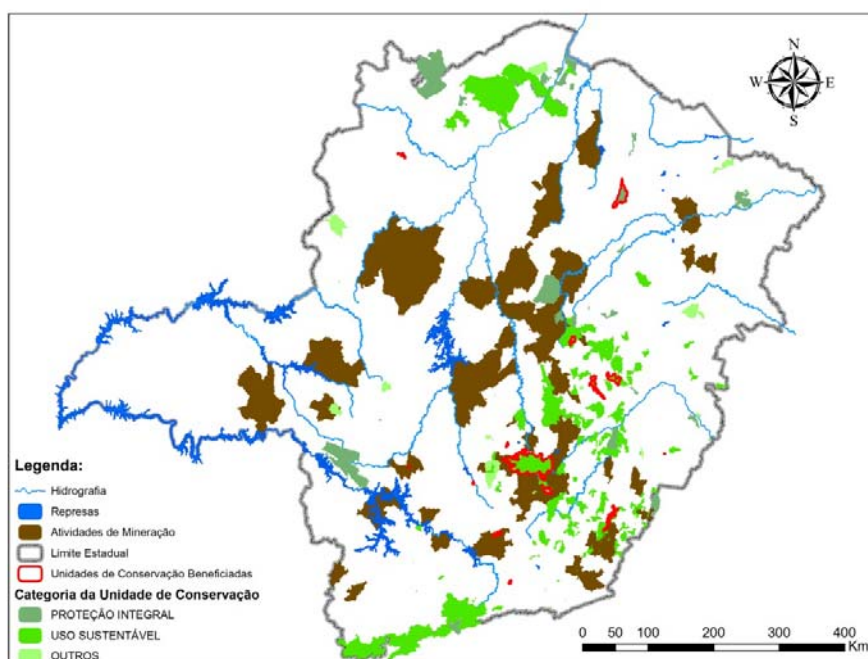 N
W E
S
Legenda:
Hidrografia
Represas
Atividades de Mineração
Limite Estadual
Unidades de Conservação Beneficiadas
Categoria da Unidade de Conservação
PROTEÇÃO INTEGRAL
USO SUSTENTÁVEL
OUTROS
0 50 100 200 300 400
Km